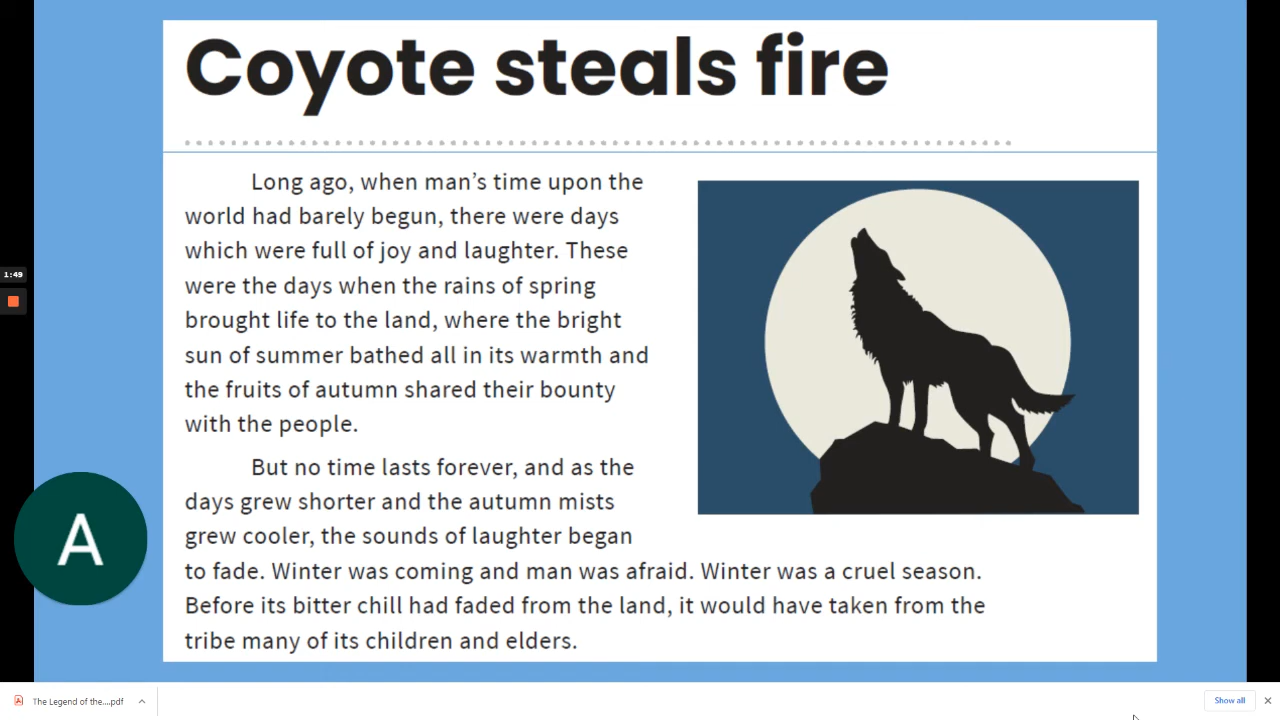 Coyote steals fire
Long ago, when man’s time upon the
world had barely begun, there were days
which were full of joy and laughter. These
were the days when the rains of spring
brought life to the land, where the bright
sun of summer bathed all in its warmth and
the fruits of autumn shared their bounty
with the people.
But no time lasts forever, and as the
days grew shorter and the autumn mists
grew cooler, the sounds of laughter began
to fade. Winter was coming and man was afraid. Winter was a cruel season.
Before its bitter chill had faded from the land, it would have taken from the
tribe many of its children and elders.
1:49
A
The Legend of the....pdf
Show all